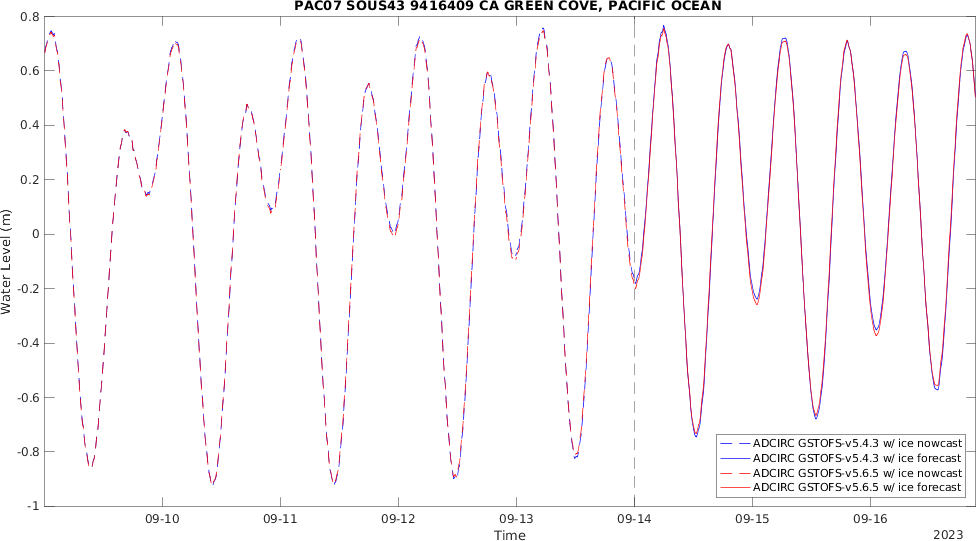 PAC07 SOUS43 9416409 CA GREEN COVE, PACIFIC OCEAN
0.8
0.6
0.4
0.2
0
-0.2
-0.4
-0.6
-0.8
-1
Water Level (m)
ADCIRC GSTOFS-v5.4.3 w/ ice nowcast
ADCIRC GSTOFS-v5.4.3 w/ ice forecast
ADCIRC GSTOFS-v5.6.5 w/ ice nowcast
ADCIRC GSTOFS-v5.6.5 w/ ice forecast
09-10 09-11 09-12 09-13 09-14 09-15 09-16
Time
2023